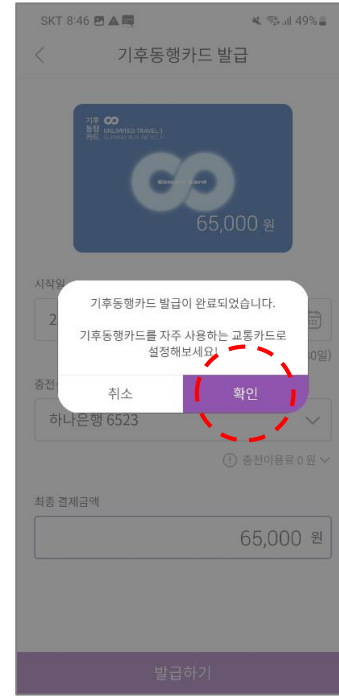 SKT 8:46 49%
기후동행카드 발급
기후
동행
카드
UNLIMITED TRAVEL:)
Climate Card
65,000 원
시작일
2
30일)
기후동행카드 발급이 완료되었습니다.
기후동행카드를 자주 사용하는 교통카드로
설정해보세요!
취소 확인
하나은행 6523
충전이용료 0 원
최종 결제금액
65,000 원
발급하기